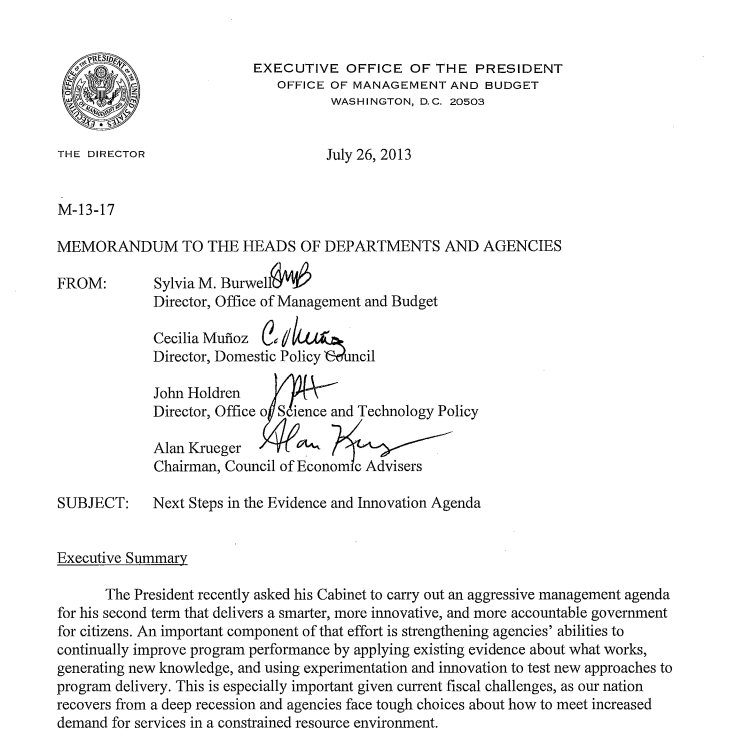 EXECUTIVE OFFICE OF THE PRESIDENT
OFFICE OF MANAGEMENT AND BUDGET
WASHINGTON, D.C. 20503
THE DIRECTOR
July 26, 2013
M-13-17
MEMORANDUM TO THE HEADS OF DEPARTMENTS AND AGENCIES
FROM: Sylvia M. Burwell SMB
Director, Office of Management and Budget
Cecilia Muñoz C. Muñoz
Director, Domestic Policy Council
John Holdren JPH
Director, Office of Science and Technology Policy
Alan Krueger Alan
Chairman, Council of Economic Advisers
SUBJECT: Next Steps in the Evidence and Innovation Agenda
Executive Summary
The President recently asked his Cabinet to carry out an aggressive management agenda
for his second term that delivers a smarter, more innovative, and more accountable government
for citizens. An important component of that effort is strengthening agencies' abilities to
continually improve program performance by applying existing evidence about what works,
generating new knowledge, and using experimentation and innovation to test new approaches to
program delivery. This is especially important given current fiscal challenges, as our nation
recovers from a deep recession and agencies face tough choices about how to meet increased
demand for services in a constrained resource environment.